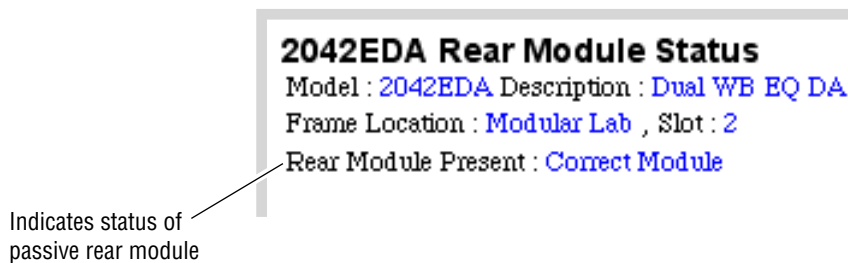 2042EDA Rear Module Status
Model : 2042EDA Description : Dual WB EQ DA
Frame Location : Modular Lab , Slot : 2
Rear Module Present : Correct Module
Indicates status of
passive rear module